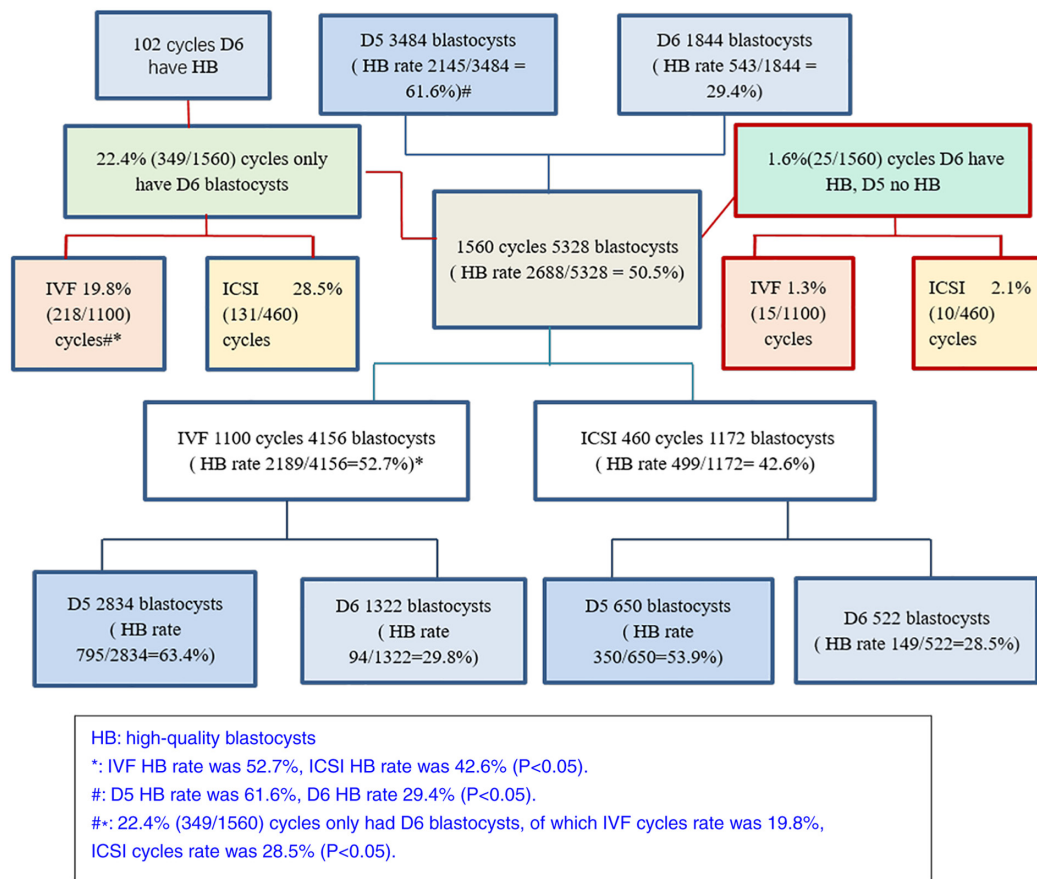 102 cycles D6
have HB
D5 3484 blastocysts
( HB rate 2145/3484 =
61.6%)#
D6 1844 blastocysts
( HB rate 543/1844 =
29.4%)
22.4% (349/1560) cycles only
have D6 blastocysts
1.6%(25/1560) cycles D6 have
HB, D5 no HB
1560 cycles 5328 blastocysts
( HB rate 2688/5328 = 50.5%)
IVF 19.8%
(218/1100)
cycles#*
ICSI 28.5%
(131/460)
cycles
IVF 1.3%
(15/1100)
cycles
ICSI 2.1%
(10/460)
cycles
IVF 1100 cycles 4156 blastocysts
( HB rate 2189/4156=52.7%)*
ICSI 460 cycles 1172 blastocysts
( HB rate 499/1172= 42.6%)
D5 2834 blastocysts
( HB rate
795/2834=63.4%)
D6 1322 blastocysts
( HB rate
94/1322=29.8%)
D5 650 blastocysts
( HB rate
350/650=53.9%)
D6 522 blastocysts
( HB rate 149/522=28.5%)
HB: high-quality blastocysts
*: IVF HB rate was 52.7%, ICSI HB rate was 42.6% (P<0.05).
#: D5 HB rate was 61.6%, D6 HB rate 29.4% (P<0.05).
#*: 22.4% (349/1560) cycles only had D6 blastocysts, of which IVF cycles rate was 19.8%,
ICSI cycles rate was 28.5% (P<0.05).